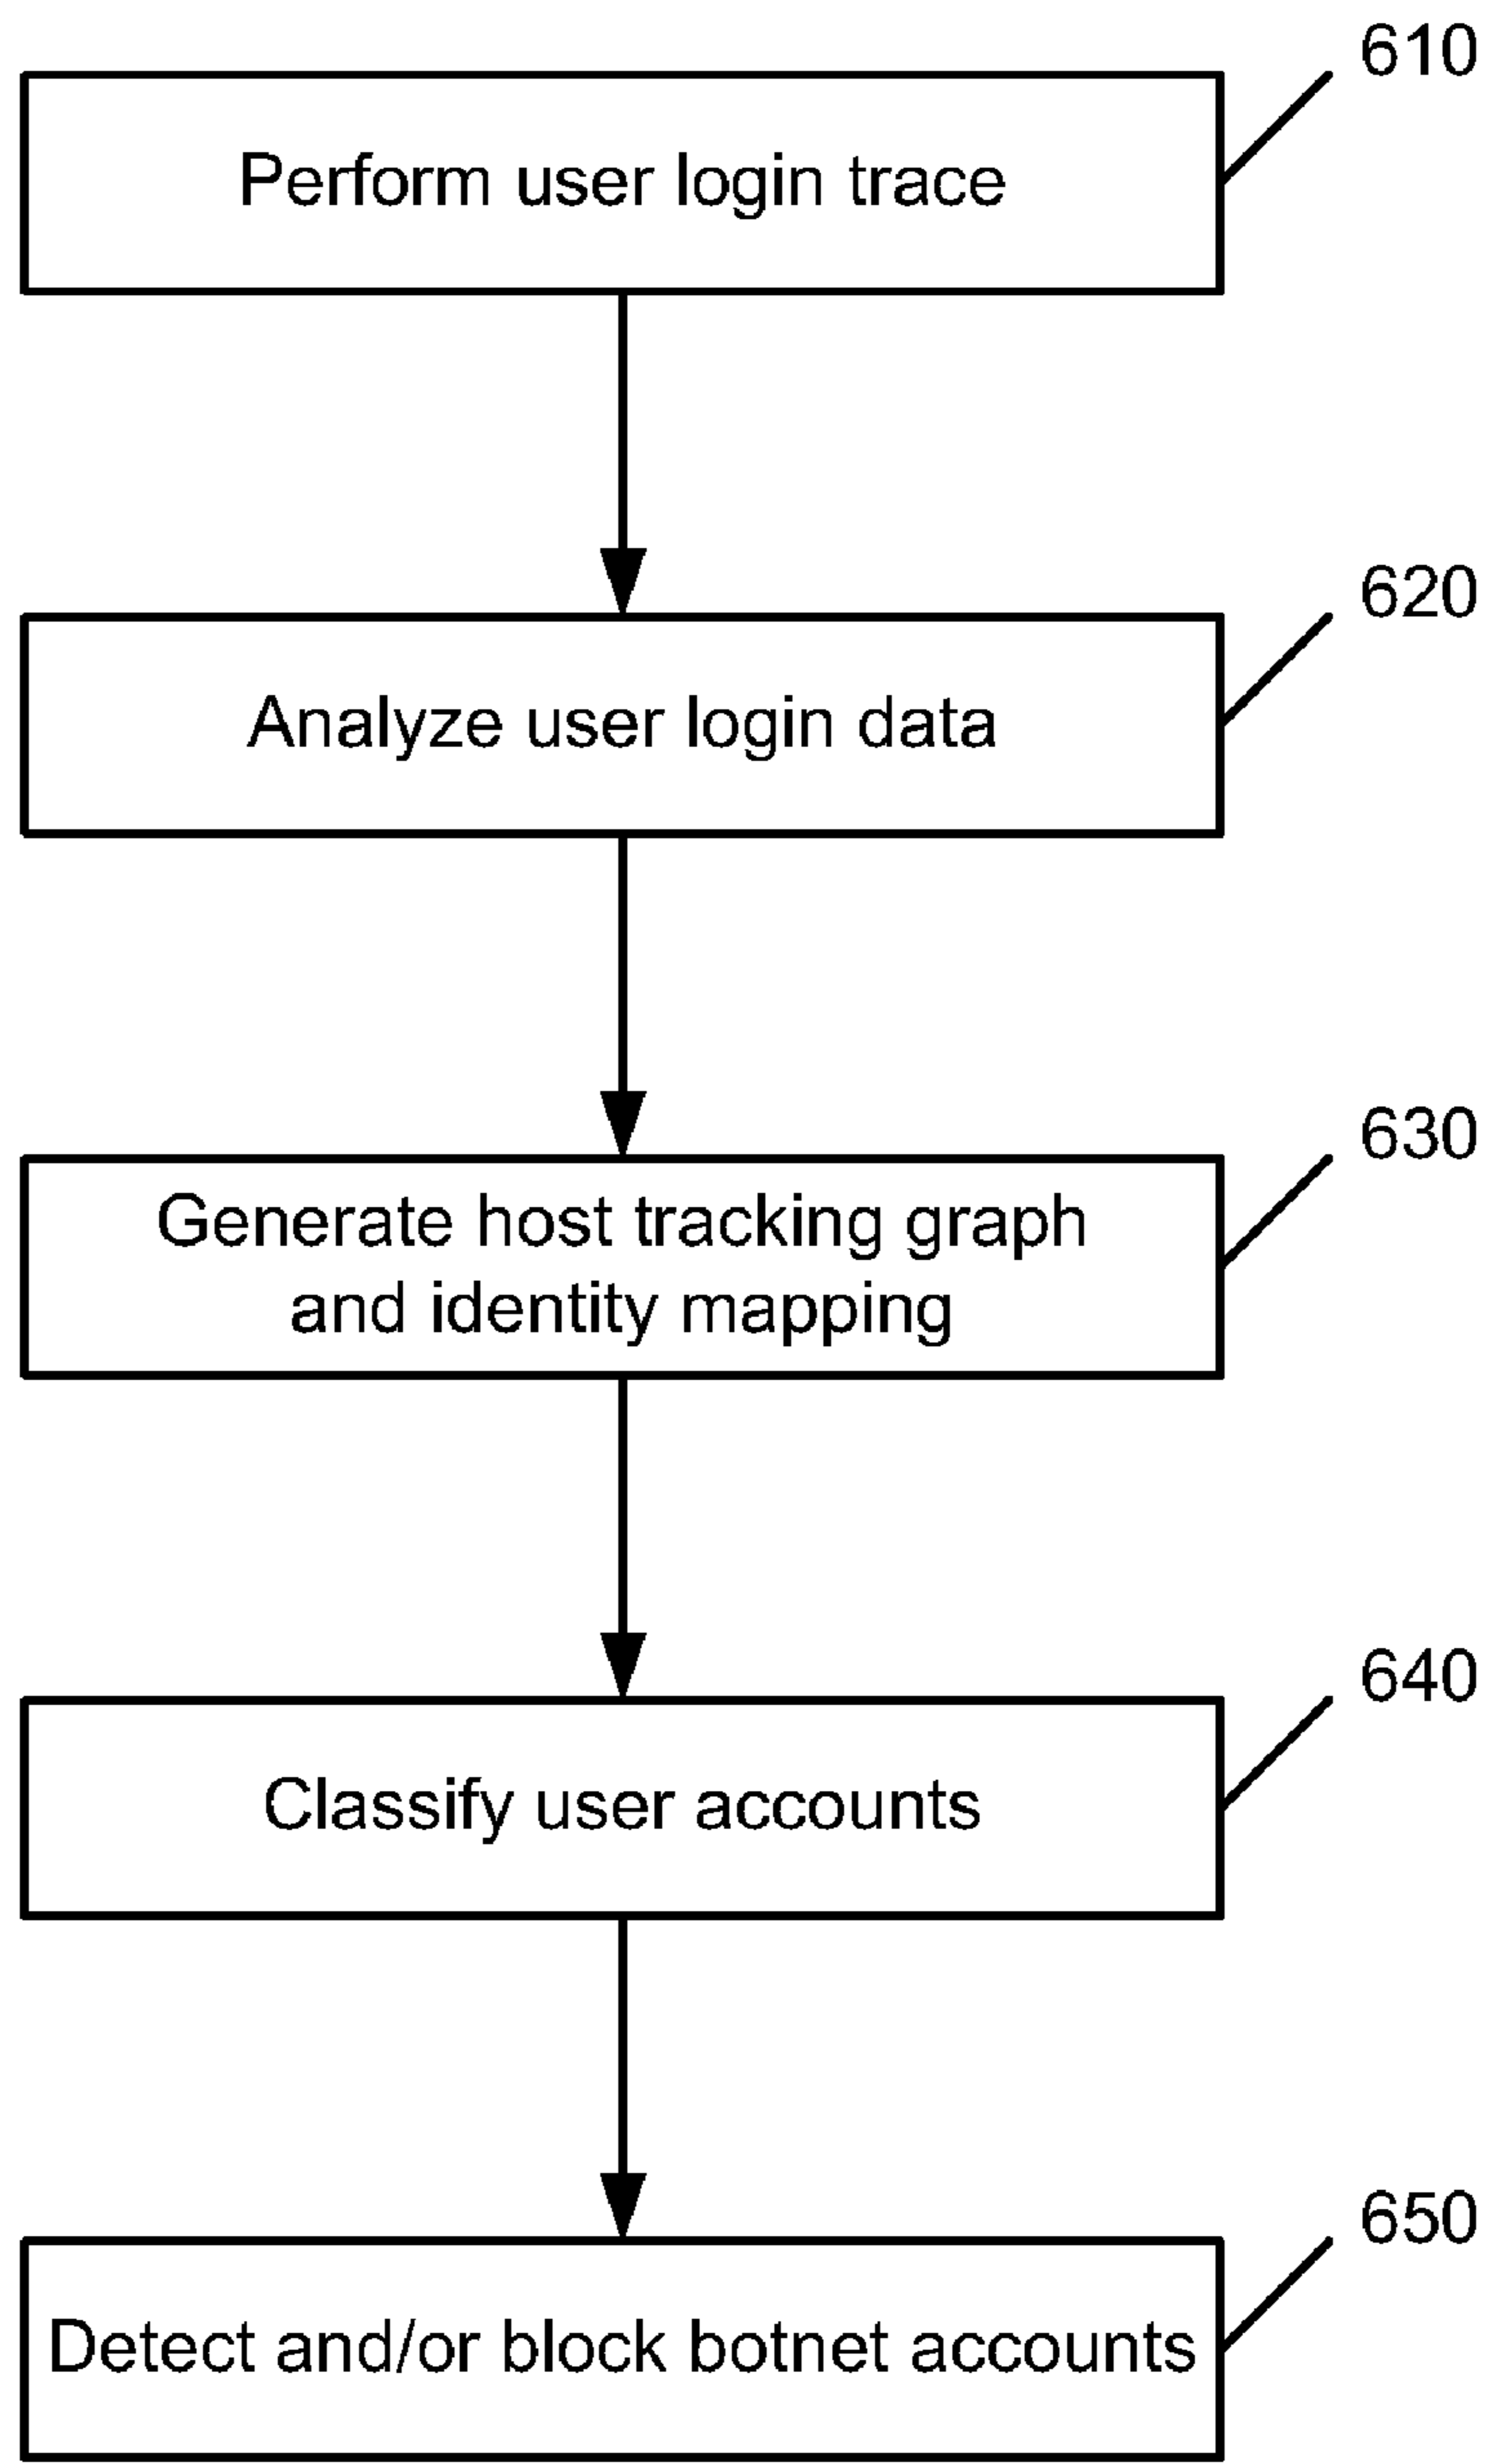 610
Perform user login trace
620
Analyze user login data
630
Generate host tracking graph
and identity mapping
640
Classify user accounts
650
Detect and/or block botnet accounts